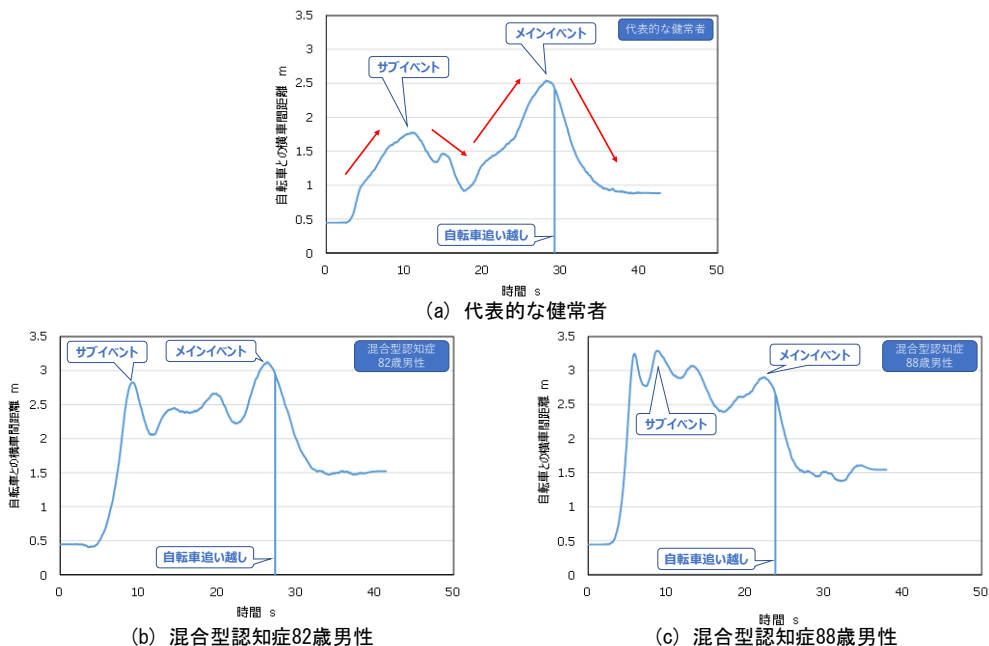 3.5
3
2.5
2
1.5
1
0.5
0
自転車との横車間距離 m
サブイベント
メインイベント
代表的な健常者
自転車追い越し
0 10 20 30 40 50
時間 s
(a) 代表的な健常者
3.5
3
2.5
2
1.5
1
0.5
0
自転車との横車間距離 m
サブイベント
メインイベント
混合型認知症
82歳男性
自転車追い越し
0 10 20 30 40 50
時間 s
(b) 混合型認知症82歳男性
3.5
3
2.5
2
1.5
1
0.5
0
自転車との横車間距離 m
メインイベント
混合型認知症
88歳男性
サブイベント
自転車追い越し
0 10 20 30 40 50
時間 s
(c) 混合型認知症88歳男性